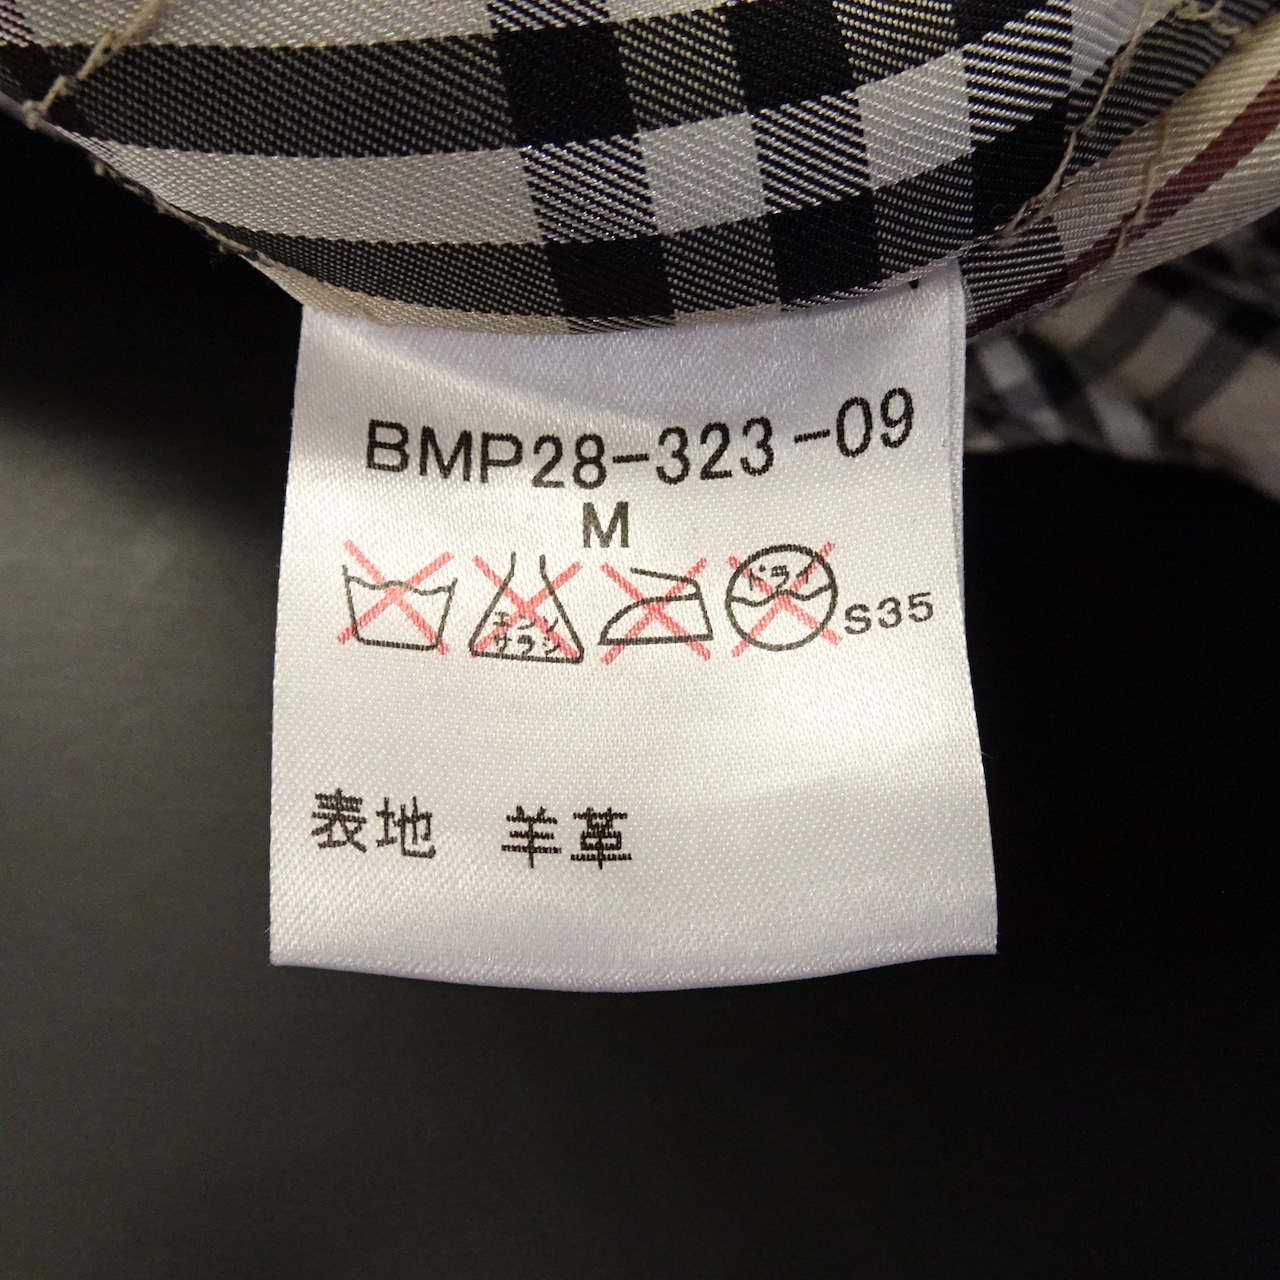 BMP28-323-09
M
エンソ
サラシ
ドライ
S35
表地 羊革